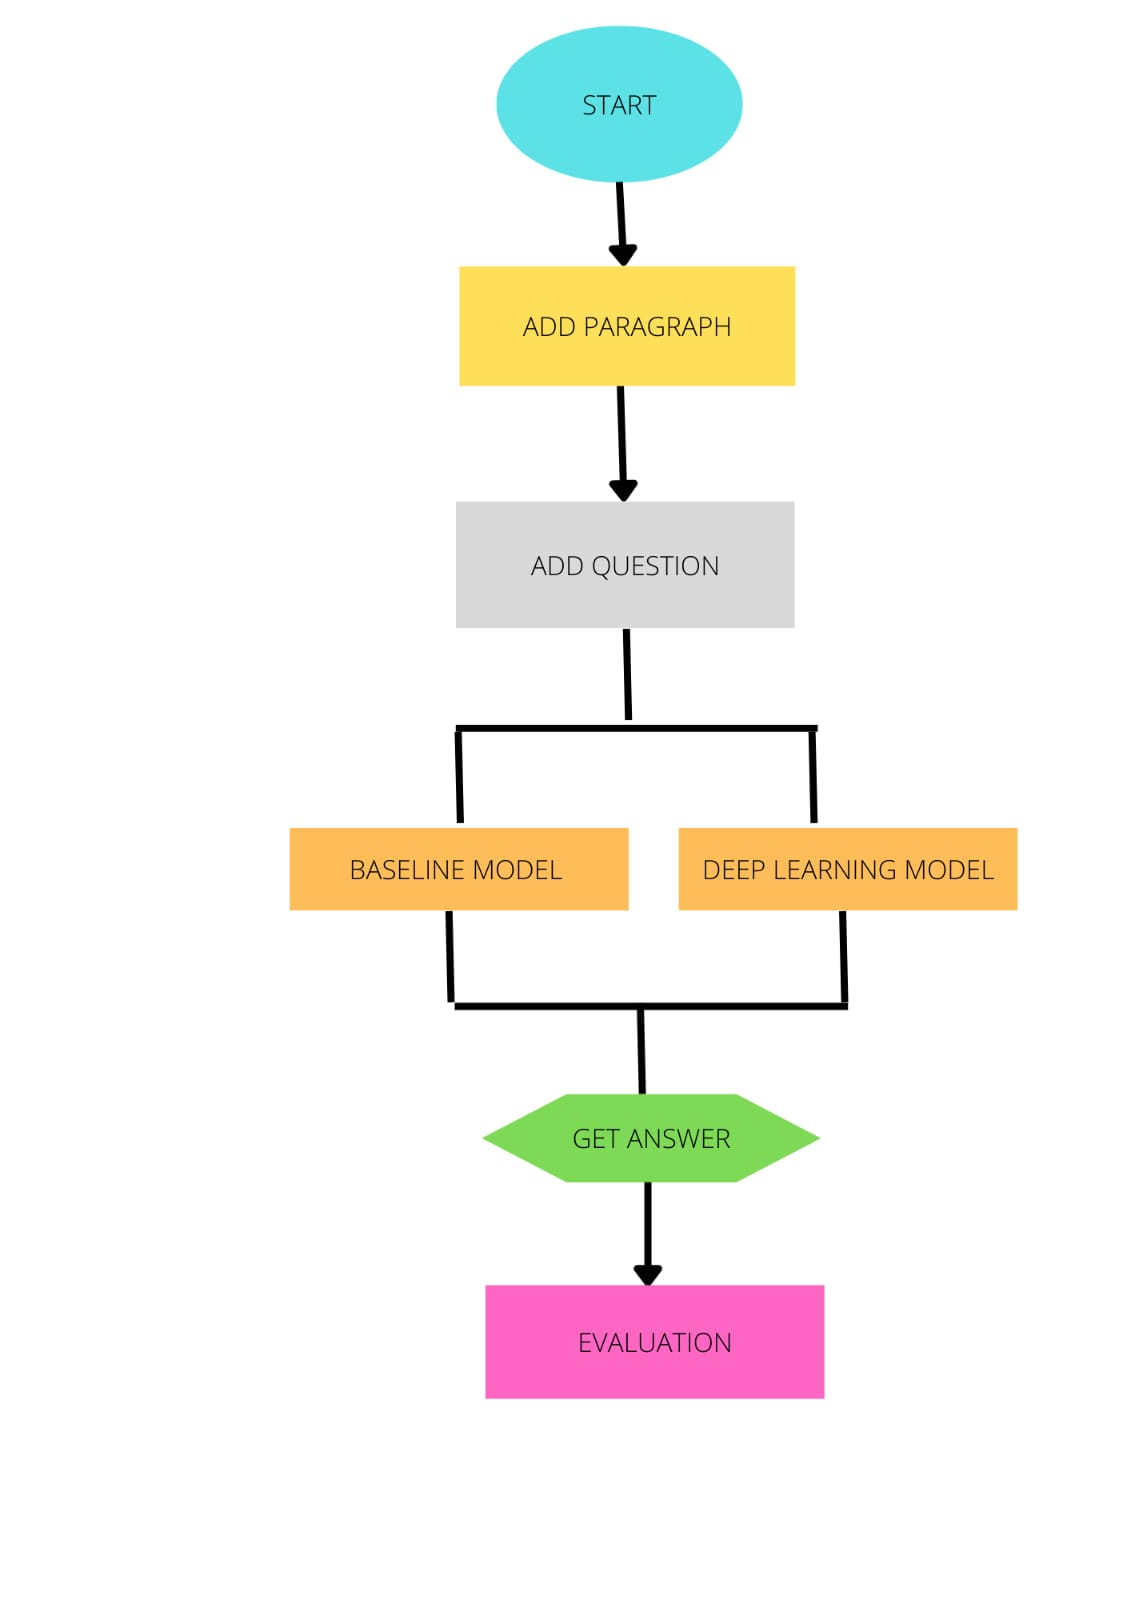 START
ADD PARAGRAPH
ADD QUESTION
BASELINE MODEL
DEEP LEARNING MODEL
GET ANSWER
EVALUATION